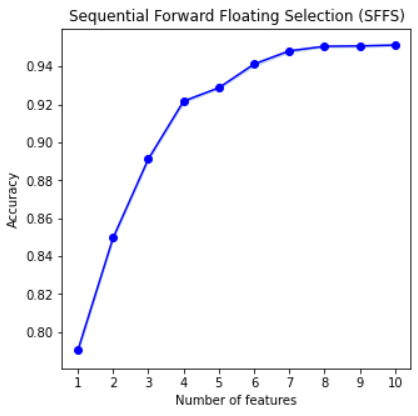 Sequential Forward Floating Selection (SFFS)
0.94
0.92
0.90
0.88
0.86
0.84
0.82
0.80
Accuracy
1 2 3 4 5 6 7 8 9 10
Number of features